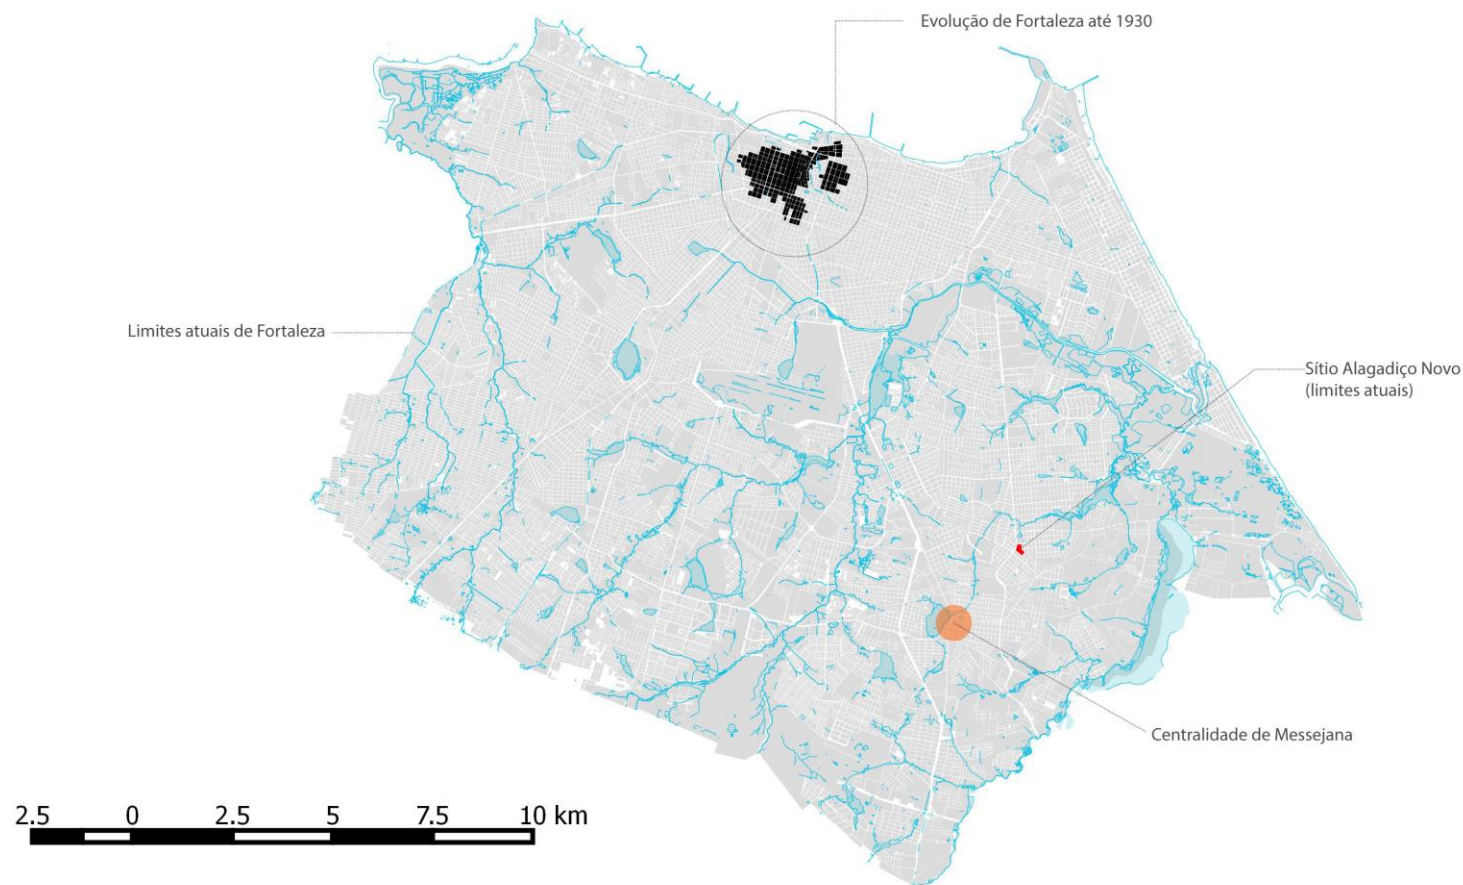 Evolução de Fortaleza até 1930
Limites atuais de Fortaleza
Sítio Alagadiço Novo
(limites atuais)
Centralidade de Messejana
2.5 0 2.5 5 7.5 10 km